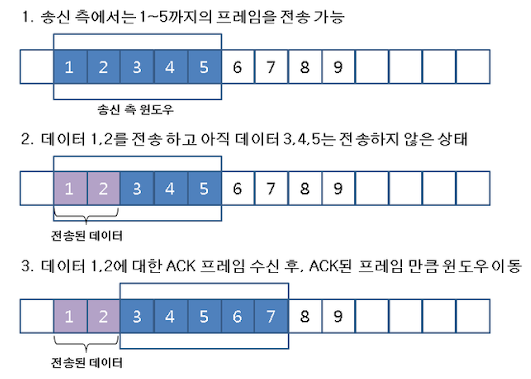 1. 송신 측에서는 1~5까지의 프레임을 전송 가능
1 2 3 4 5 6 7 8 9
송신 측 윈도우
2. 데이터 1,2를 전송 하고 아직 데이터 3,4,5는 전송하지 않은 상태
1 2 3 4 5 6 7 8 9
전송된 데이터
3. 데이터 1,2에 대한 ACK 프레임 수신 후, ACK된 프레임 만큼 윈도우 이동
1 2 3 4 5 6 7 8 9
전송된 데이터